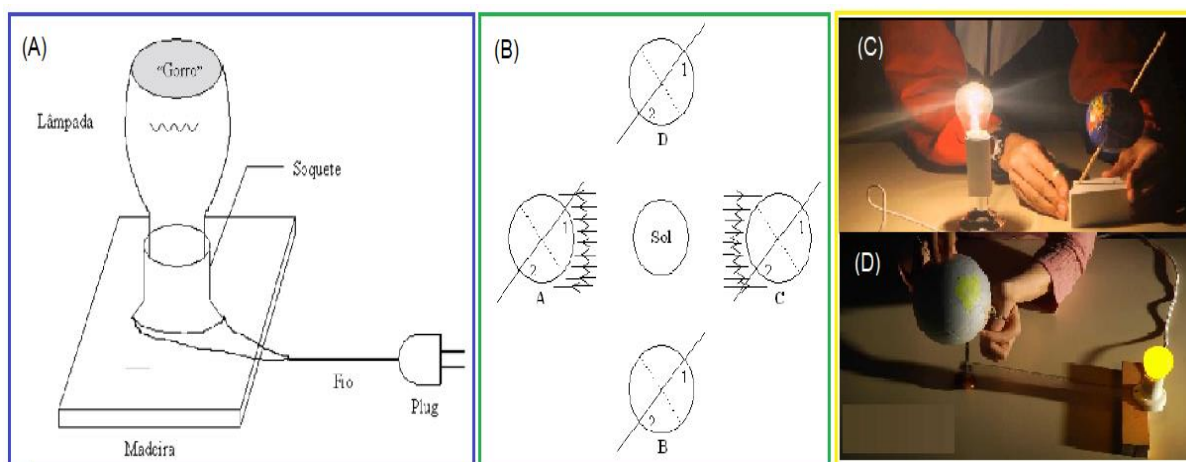 (A)
"Gorro"
Lâmpada
Soquete
Fio
Plug
Madeira
(B)
1
2
D
1
2
A
Sol
1
2
C
1
2
B
(C)
(D)